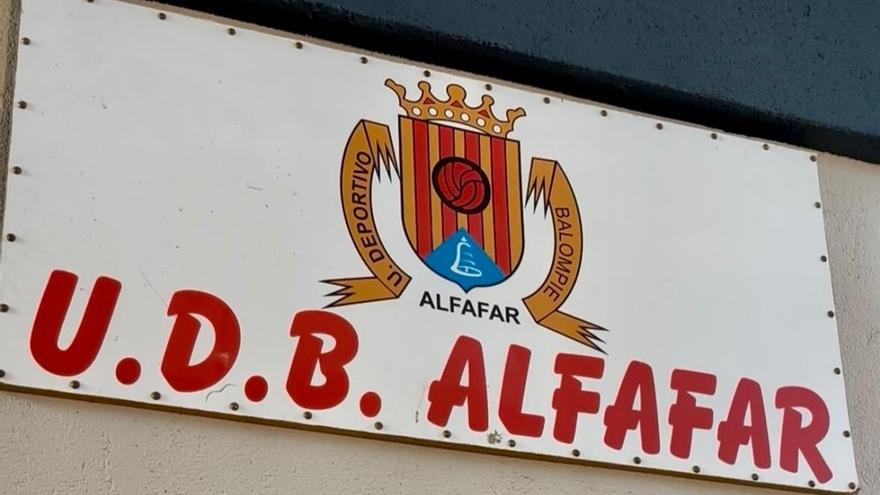 U. DEPORTIVO
BALOMPIE
ALFAFAR
U.D.B. ALFAFAR